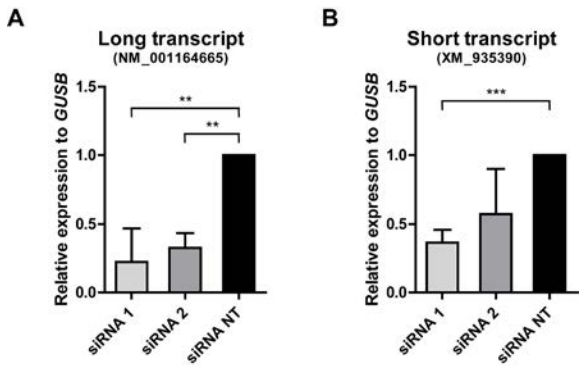 A
Long transcript
(NM_001164665)
Relative expression to GUSB
1.5
1.0
0.5
0.0
**
**
siRNA 1
siRNA 2
siRNA NT
B
Short transcript
(XM_935390)
Relative expression to GUSB
1.5
1.0
0.5
0.0
***
siRNA 1
siRNA 2
siRNA NT